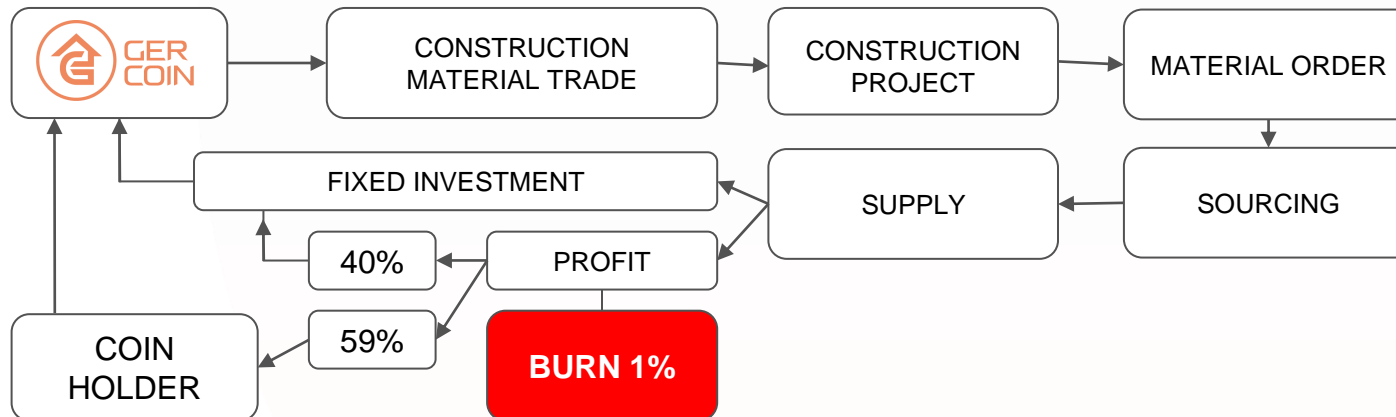 GER
COIN
CONSTRUCTION
MATERIAL TRADE
CONSTRUCTION
PROJECT
MATERIAL ORDER
FIXED INVESTMENT
SUPPLY
SOURCING
40%
PROFIT
59%
COIN
HOLDER
BURN 1%